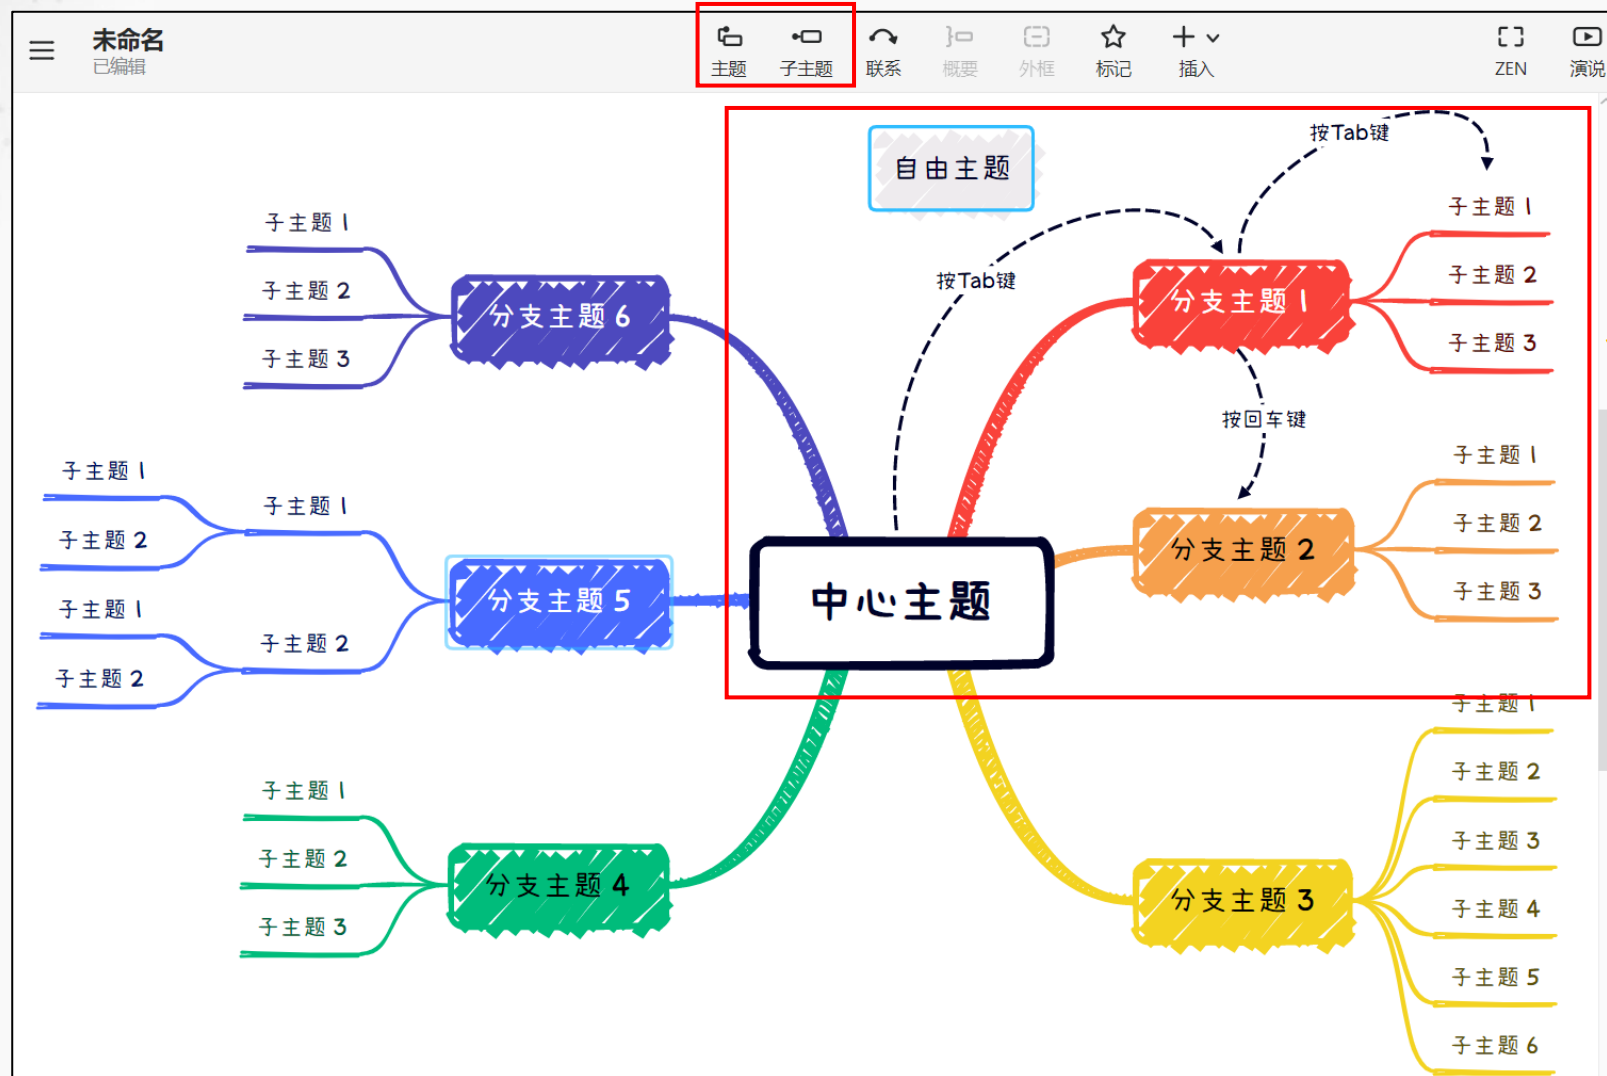 未命名
已编辑
主题
子主题
联系
概要
外框
标记
插入
ZEN
演说
自由主题
按Tab键
按Tab键
按回车键
中心主题
分支主题 1
子主题 1
子主题 2
子主题 3
分支主题 2
子主题 1
子主题 2
子主题 3
分支主题 3
子主题 1
子主题 2
子主题 3
子主题 4
子主题 5
子主题 6
分支主题 4
子主题 1
子主题 2
子主题 3
分支主题 5
子主题 1
子主题 1
子主题 2
子主题 2
子主题 1
子主题 2
分支主题 6
子主题 1
子主题 2
子主题 3